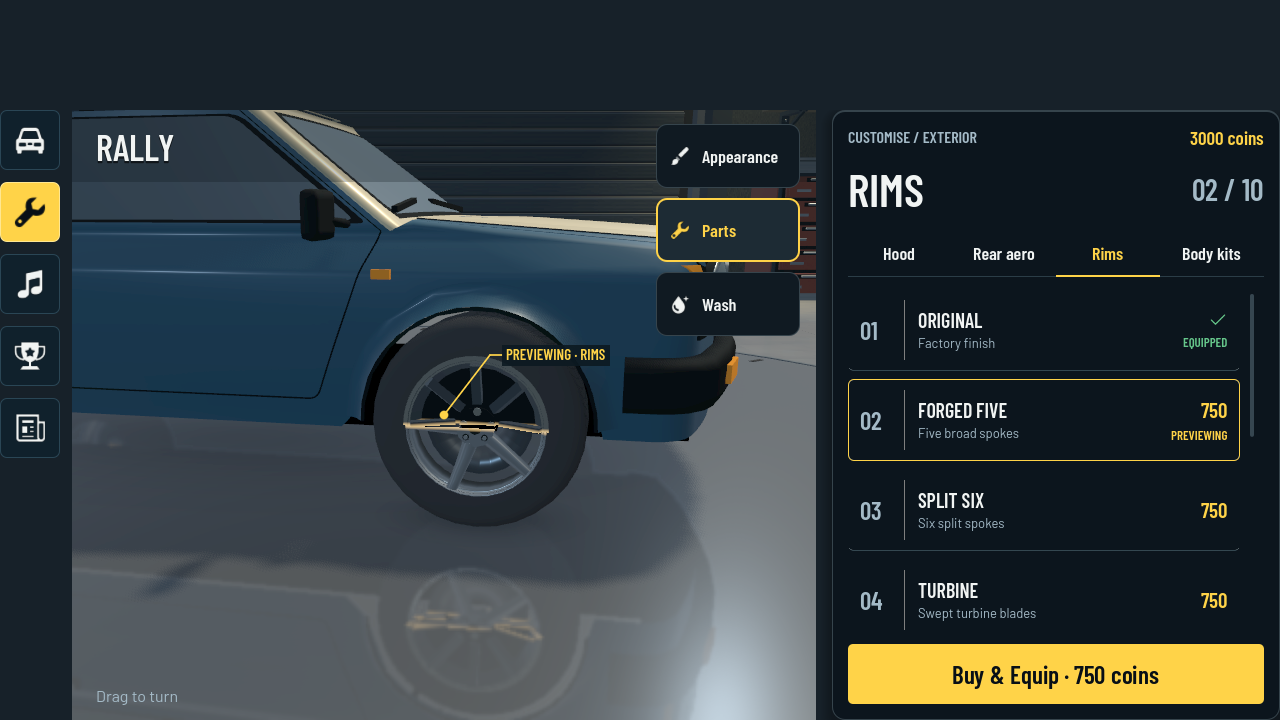 RALLY
Appearance
Parts
Wash
PREVIEWING · RIMS
Drag to turn
CUSTOMISE / EXTERIOR
3000 coins
RIMS
02 / 10
Hood
Rear aero
Rims
Body kits
01
ORIGINAL
Factory finish
EQUIPPED
02
FORGED FIVE
Five broad spokes
750
PREVIEWING
03
SPLIT SIX
Six split spokes
750
04
TURBINE
Swept turbine blades
750
Buy & Equip · 750 coins